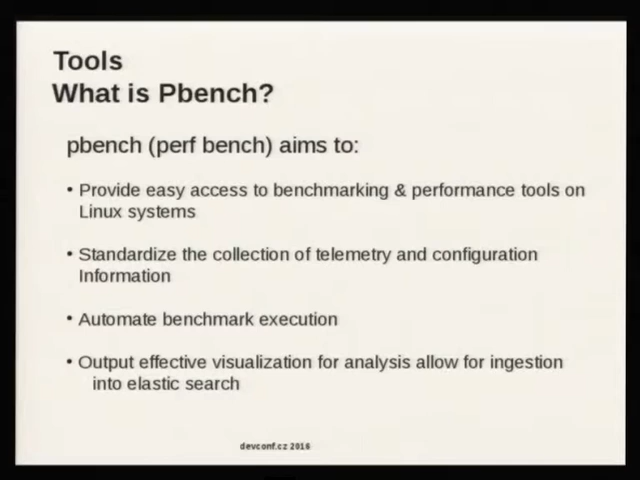 Tools
What is Pbench?
pbench (perf bench) aims to:
• Provide easy access to benchmarking & performance tools on
Linux systems
• Standardize the collection of telemetry and configuration
Information
• Automate benchmark execution
• Output effective visualization for analysis allow for ingestion
into elastic search
devconf.cz 2016